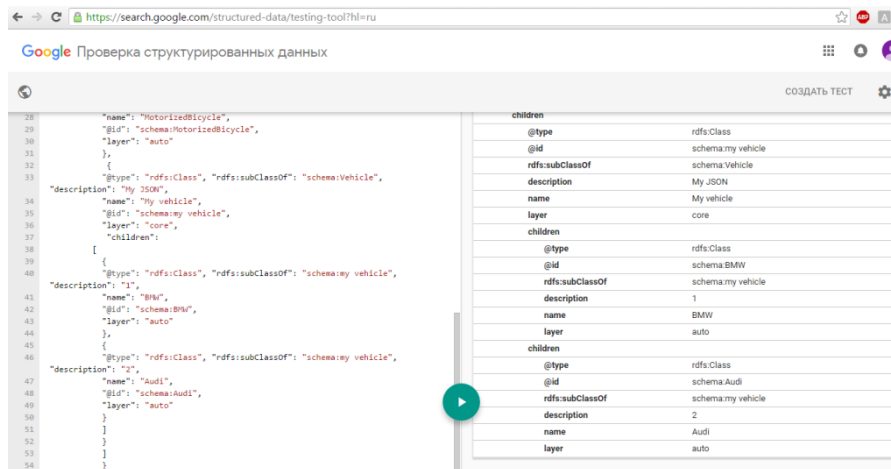 https://search.google.com/structured-data/testing-tool?hl=ru
ABP
Google Проверка структурированных данных
СОЗДАТЬ ТЕСТ
28 "name": "MotorizedBicycle",
29 "@id": "schema:MotorizedBicycle",
30 "layer": "auto"
31 },
32 {
33 "@type": "rdfs:Class", "rdfs:subClassOf": "schema:Vehicle",
"description": "My JSON",
34 "name": "My vehicle",
35 "@id": "schema:my vehicle",
36 "layer": "core",
37 "children":
38 [
39 {
40 "@type": "rdfs:Class", "rdfs:subClassOf": "schema:my vehicle",
"description": "1",
41 "name": "BMW",
42 "@id": "schema:BMW",
43 "layer": "auto"
44 },
45 {
46 "@type": "rdfs:Class", "rdfs:subClassOf": "schema:my vehicle",
"description": "2",
47 "name": "Audi",
48 "@id": "schema:Audi",
49 "layer": "auto"
50 }
51 ]
52 }
53 ]
54 }
children
@type rdfs:Class
@id schema:my vehicle
rdfs:subClassOf schema:Vehicle
description My JSON
name My vehicle
layer core
children
@type rdfs:Class
@id schema:BMW
rdfs:subClassOf schema:my vehicle
description 1
name BMW
layer auto
children
@type rdfs:Class
@id schema:Audi
rdfs:subClassOf schema:my vehicle
description 2
name Audi
layer auto